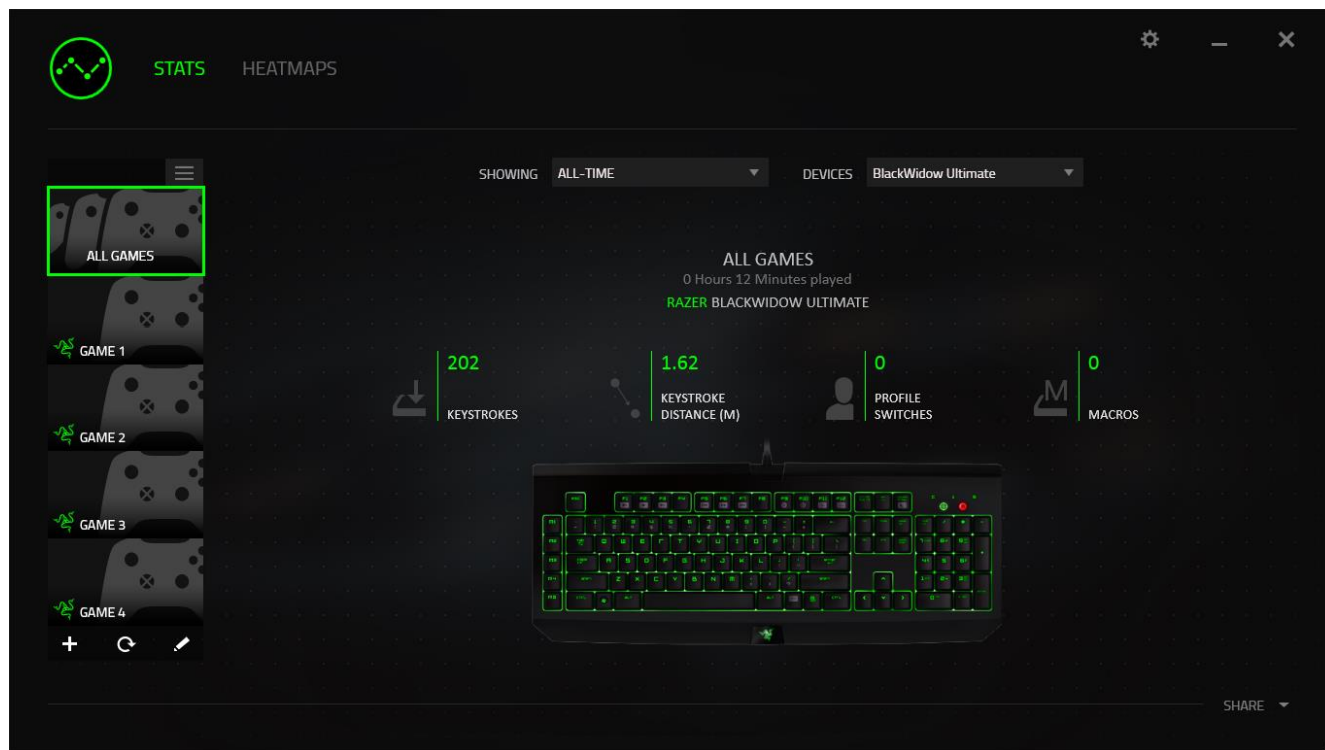 STATS HEATMAPS
SHOWING ALL-TIME DEVICES BlackWidow Ultimate
ALL GAMES
GAME 1
GAME 2
GAME 3
GAME 4
ALL GAMES
0 Hours 12 Minutes played
RAZER BLACKWIDOW ULTIMATE
202
KEYSTROKES
1.62
KEYSTROKE
DISTANCE (M)
0
PROFILE
SWITCHES
M
0
MACROS
SHARE